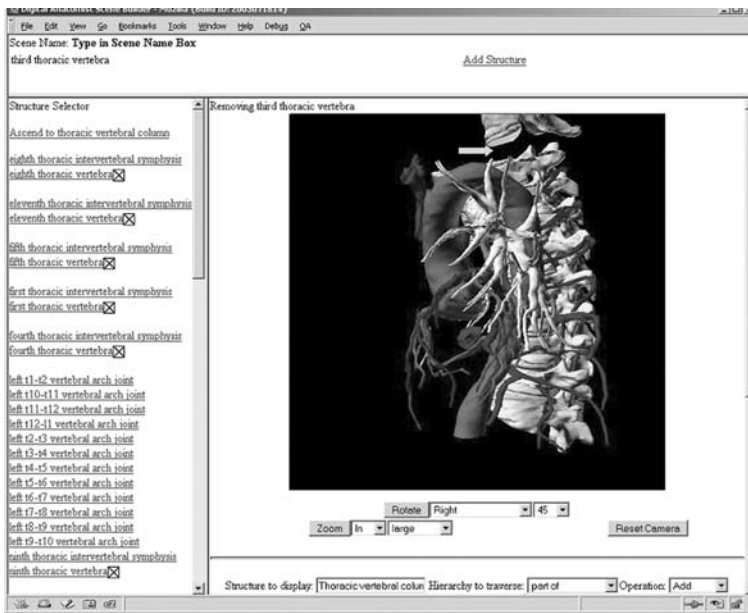 Digital Anatomist Scene Builder - Mozilla {Build ID: 2003071814}
File Edit View Go Bookmarks Tools Window Help Debug QA
Scene Name: Type in Scene Name Box
third thoracic vertebra
Add Structure
Structure Selector
Ascend to thoracic vertebral column
eighth thoracic intervertebral symphysis
eighth thoracic vertebra
eleventh thoracic intervertebral symphysis
eleventh thoracic vertebra
fifth thoracic intervertebral symphysis
fifth thoracic vertebra
first thoracic intervertebral symphysis
first thoracic vertebra
fourth thoracic intervertebral symphysis
fourth thoracic vertebra
left t1-t2 vertebral arch joint
left t10-t11 vertebral arch joint
left t11-t12 vertebral arch joint
left t12-l1 vertebral arch joint
left t2-t3 vertebral arch joint
left t3-t4 vertebral arch joint
left t4-t5 vertebral arch joint
left t5-t6 vertebral arch joint
left t6-t7 vertebral arch joint
left t7-t8 vertebral arch joint
left t8-t9 vertebral arch joint
left t9-t10 vertebral arch joint
ninth thoracic intervertebral symphysis
ninth thoracic vertebra
Removing third thoracic vertebra
Rotate Right 45
Zoom In large Reset Camera
Structure to display: Thoracic vertebral colun Hierarchy to traverse: part of Operation: Add